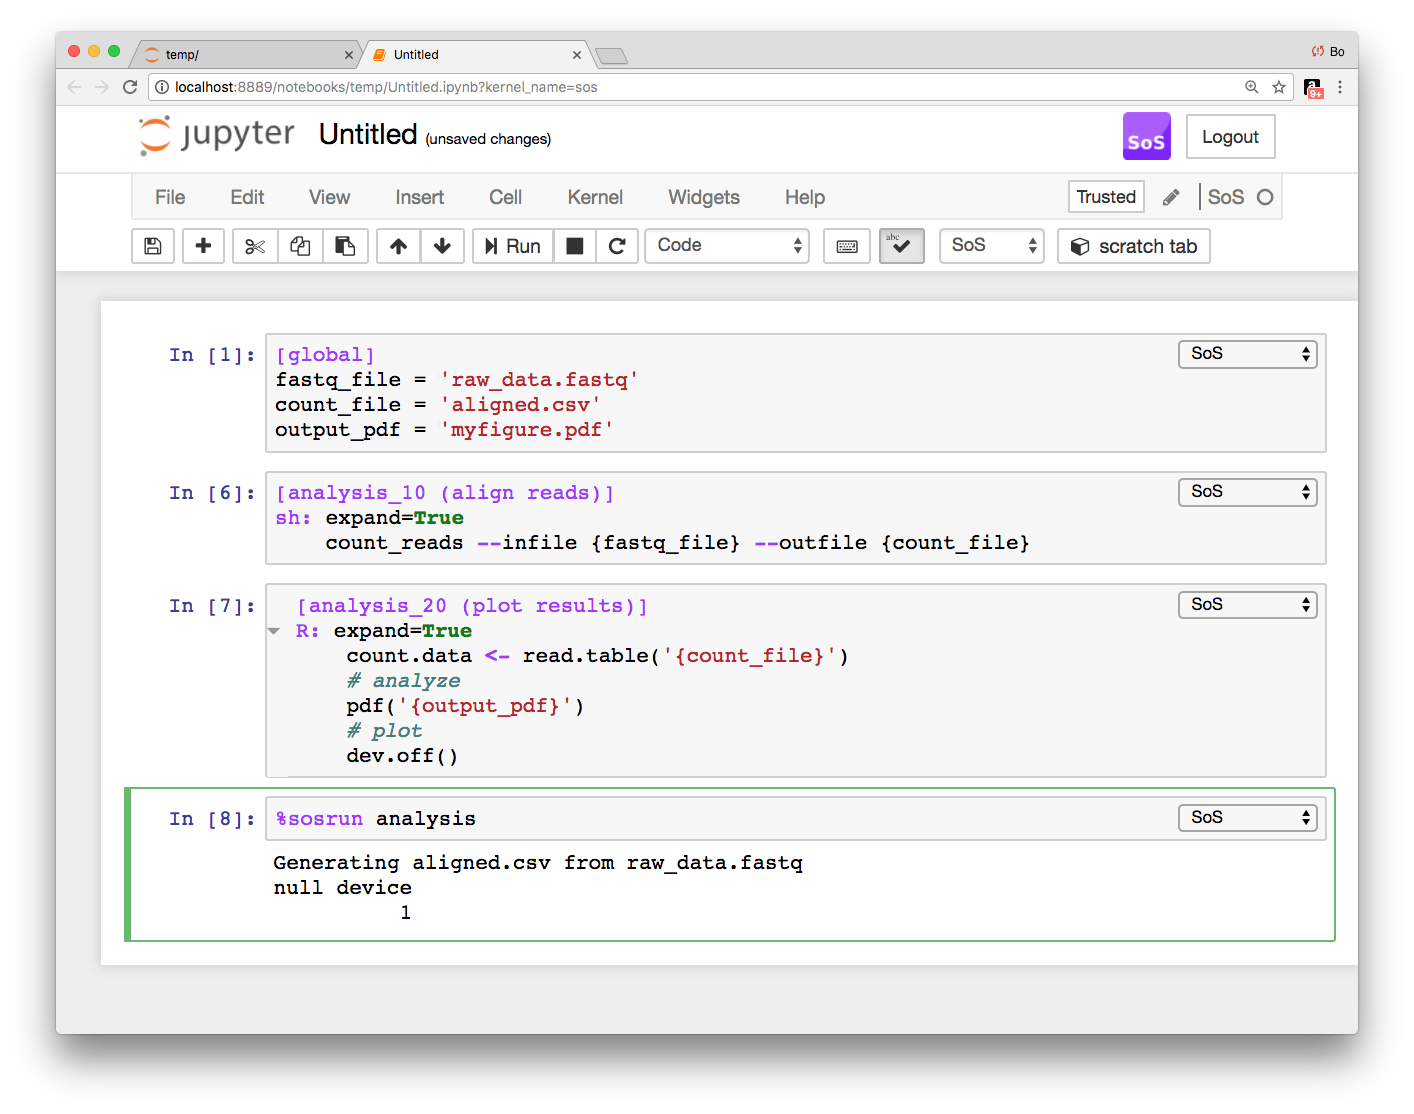 temp/
Untitled
Bo
localhost:8889/notebooks/temp/Untitled.ipynb?kernel_name=sos
a
9+
jupyter Untitled (unsaved changes)
SoS
Logout
File Edit View Insert Cell Kernel Widgets Help
Trusted
SoS
Run
Code
abc
SoS
scratch tab
In [1]: [global]
SoS
fastq_file = 'raw_data.fastq'
count_file = 'aligned.csv'
output_pdf = 'myfigure.pdf'
In [6]: [analysis_10 (align reads)]
SoS
sh: expand=True
count_reads --infile {fastq_file} --outfile {count_file}
In [7]: [analysis_20 (plot results)]
SoS
R: expand=True
count.data <- read.table('{count_file}')
# analyze
pdf('{output_pdf}')
# plot
dev.off()
In [8]: %sosrun analysis
SoS
Generating aligned.csv from raw_data.fastq
null device
1